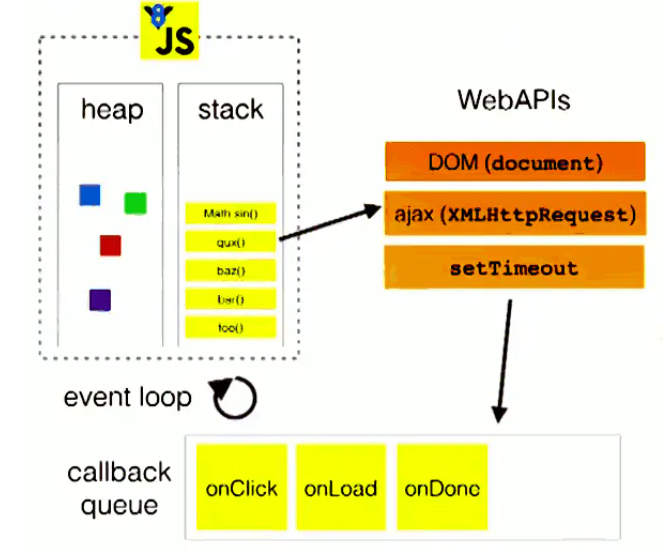 8
JS
heap
stack
WebAPIs
DOM (document)
ajax (XMLHttpRequest)
setTimeout
Math sin()
qux()
baz()
bar()
foo()
event loop
callback
queue
onClick
onLoad
onDone